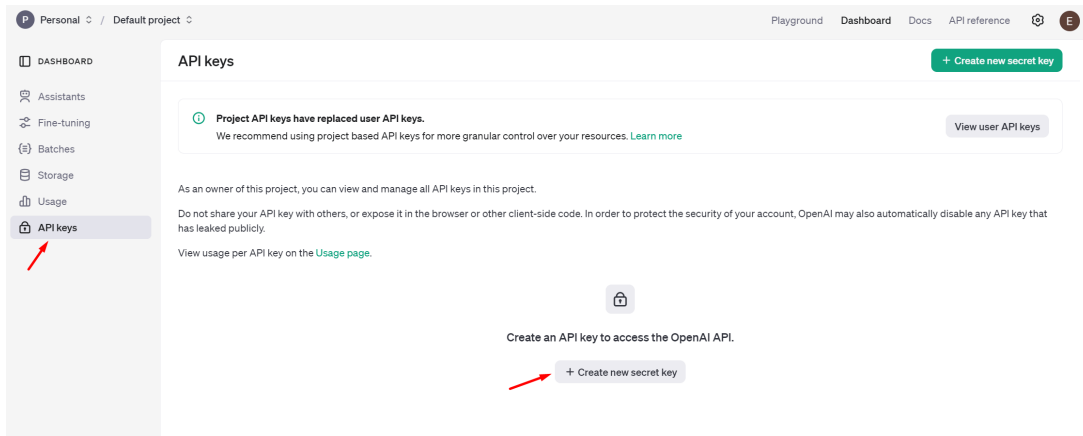 P Personal / Default project
Playground Dashboard Docs API reference E
DASHBOARD
Assistants
Fine-tuning
Batches
Storage
Usage
API keys
API keys
+ Create new secret key
Project API keys have replaced user API keys.
We recommend using project based API keys for more granular control over your resources. Learn more
View user API keys
As an owner of this project, you can view and manage all API keys in this project.
Do not share your API key with others, or expose it in the browser or other client-side code. In order to protect the security of your account, OpenAI may also automatically disable any API key that
has leaked publicly.
View usage per API key on the Usage page.
Create an API key to access the OpenAI API.
+ Create new secret key